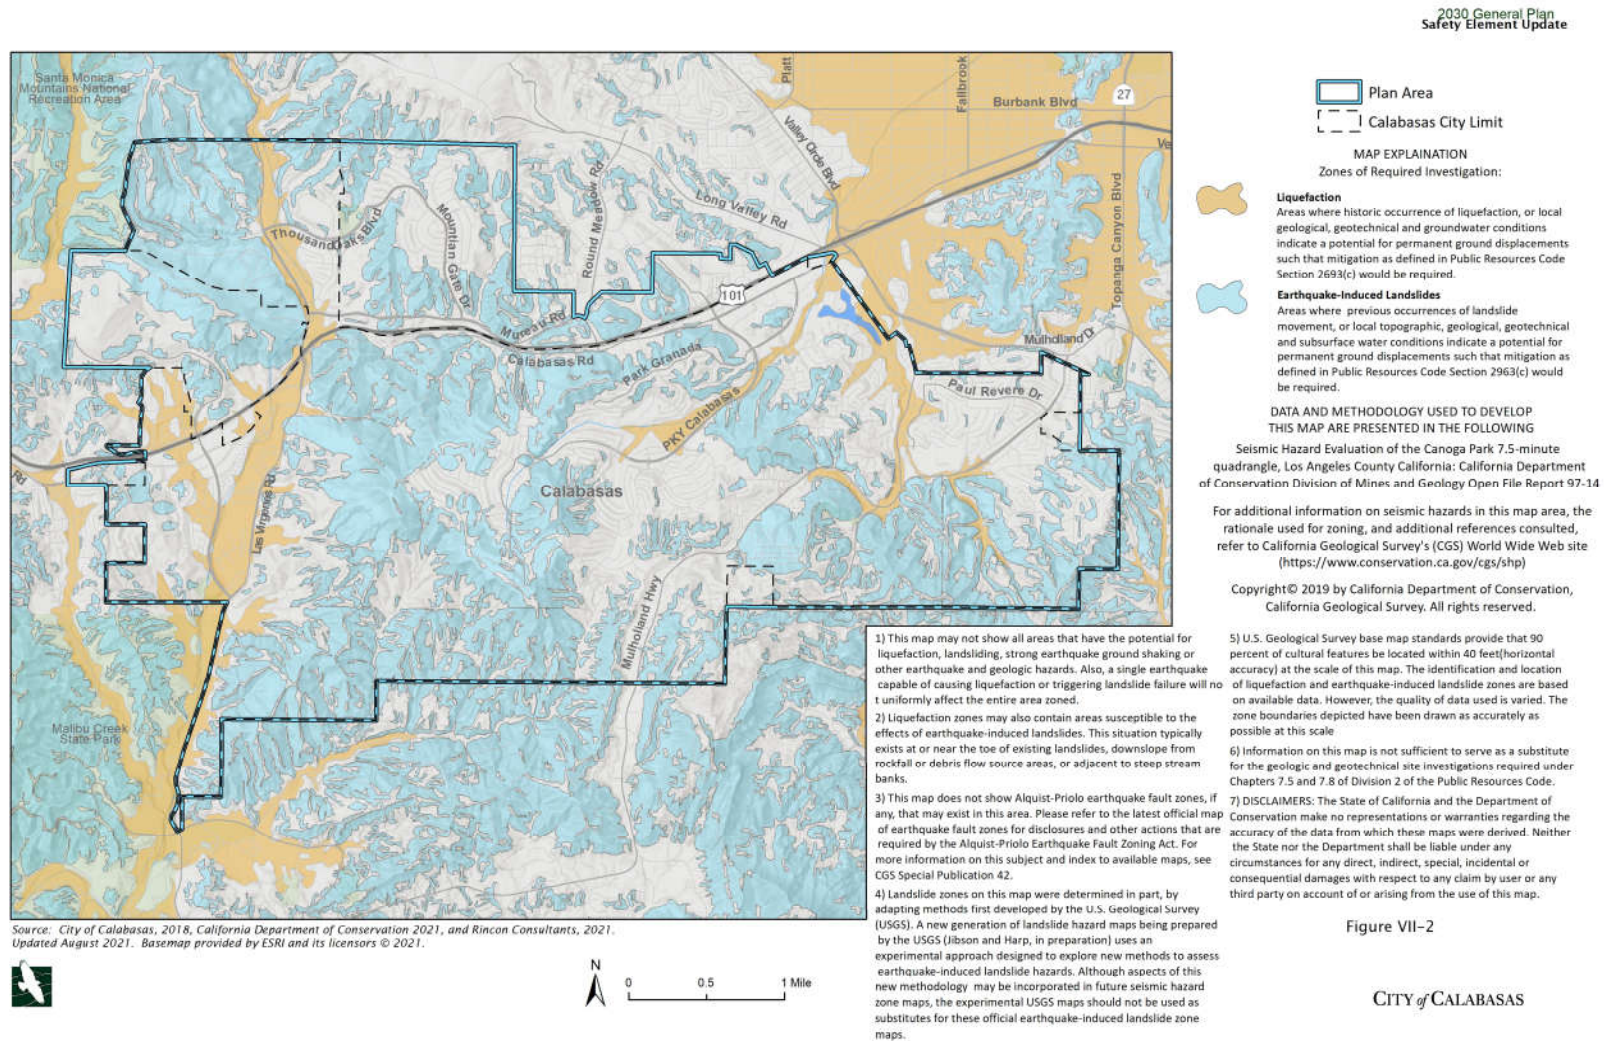 2030 General Plan
Safety Element Update
Santa Monica
Mountains National
Recreation Area
Platt
Fallbrook
Burbank Blvd
27
Valley Circle Blvd
Topanga Canyon Blvd
Thousand Oaks Blvd
Mountian Gate Dr
Round Meadow Rd
Long Valley Rd
101
Mureau Rd
Calabasas Rd
Park Granada
PKY Calabasas
Mulholland Dr
Paul Revere Dr
Rd
Las Virgenes Rd
Calabasas
Mulholland Hwy
Malibu Creek
State Park
Plan Area
Calabasas City Limit
MAP EXPLAINATION
Zones of Required Investigation:
Liquefaction
Areas where historic occurrence of liquefaction, or local
geological, geotechnical and groundwater conditions
indicate a potential for permanent ground displacements
such that mitigation as defined in Public Resources Code
Section 2693(c) would be required.
Earthquake-Induced Landslides
Areas where previous occurrences of landslide
movement, or local topographic, geological, geotechnical
and subsurface water conditions indicate a potential for
permanent ground displacements such that mitigation as
defined in Public Resources Code Section 2963(c) would
be required.
DATA AND METHODOLOGY USED TO DEVELOP
THIS MAP ARE PRESENTED IN THE FOLLOWING
Seismic Hazard Evaluation of the Canoga Park 7.5-minute
quadrangle, Los Angeles County California: California Department
of Conservation Division of Mines and Geology Open File Report 97-14
For additional information on seismic hazards in this map area, the
rationale used for zoning, and additional references consulted,
refer to California Geological Survey's (CGS) World Wide Web site
(https://www.conservation.ca.gov/cgs/shp)
Copyright© 2019 by California Department of Conservation,
California Geological Survey. All rights reserved.
1) This map may not show all areas that have the potential for
liquefaction, landsliding, strong earthquake ground shaking or
other earthquake and geologic hazards. Also, a single earthquake
capable of causing liquefaction or triggering landslide failure will no
t uniformly affect the entire area zoned.
2) Liquefaction zones may also contain areas susceptible to the
effects of earthquake-induced landslides. This situation typically
exists at or near the toe of existing landslides, downslope from
rockfall or debris flow source areas, or adjacent to steep stream
banks.
3) This map does not show Alquist-Priolo earthquake fault zones, if
any, that may exist in this area. Please refer to the latest official map
of earthquake fault zones for disclosures and other actions that are
required by the Alquist-Priolo Earthquake Fault Zoning Act. For
more information on this subject and index to available maps, see
CGS Special Publication 42.
4) Landslide zones on this map were determined in part, by
adapting methods first developed by the U.S. Geological Survey
(USGS). A new generation of landslide hazard maps being prepared
by the USGS (Jibson and Harp, in preparation) uses an
experimental approach designed to explore new methods to assess
earthquake-induced landslide hazards. Although aspects of this
new methodology may be incorporated in future seismic hazard
zone maps, the experimental USGS maps should not be used as
substitutes for these official earthquake-induced landslide zone
maps.
5) U.S. Geological Survey base map standards provide that 90
percent of cultural features be located within 40 feet(horizontal
accuracy) at the scale of this map. The identification and location
of liquefaction and earthquake-induced landslide zones are based
on available data. However, the quality of data used is varied. The
zone boundaries depicted have been drawn as accurately as
possible at this scale
6) Information on this map is not sufficient to serve as a substitute
for the geologic and geotechnical site investigations required under
Chapters 7.5 and 7.8 of Division 2 of the Public Resources Code.
7) DISCLAIMERS: The State of California and the Department of
Conservation make no representations or warranties regarding the
accuracy of the data from which these maps were derived. Neither
the State nor the Department shall be liable under any
circumstances for any direct, indirect, special, incidental or
consequential damages with respect to any claim by user or any
third party on account of or arising from the use of this map.
Source: City of Calabasas, 2018, California Department of Conservation 2021, and Rincon Consultants, 2021.
Updated August 2021. Basemap provided by ESRI and its licensors © 2021.
N
0 0.5 1 Mile
Figure VII-2
CITY of CALABASAS